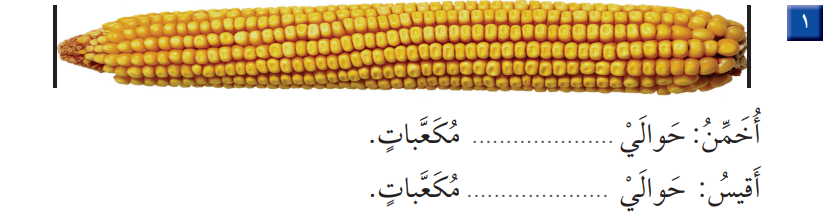 ١
أُخَمِّنُ: حَوالَيْ ..................... مُكَعَّباتٍ.
أَقيسُ: حَوالَيْ ..................... مُكَعَّباتٍ.